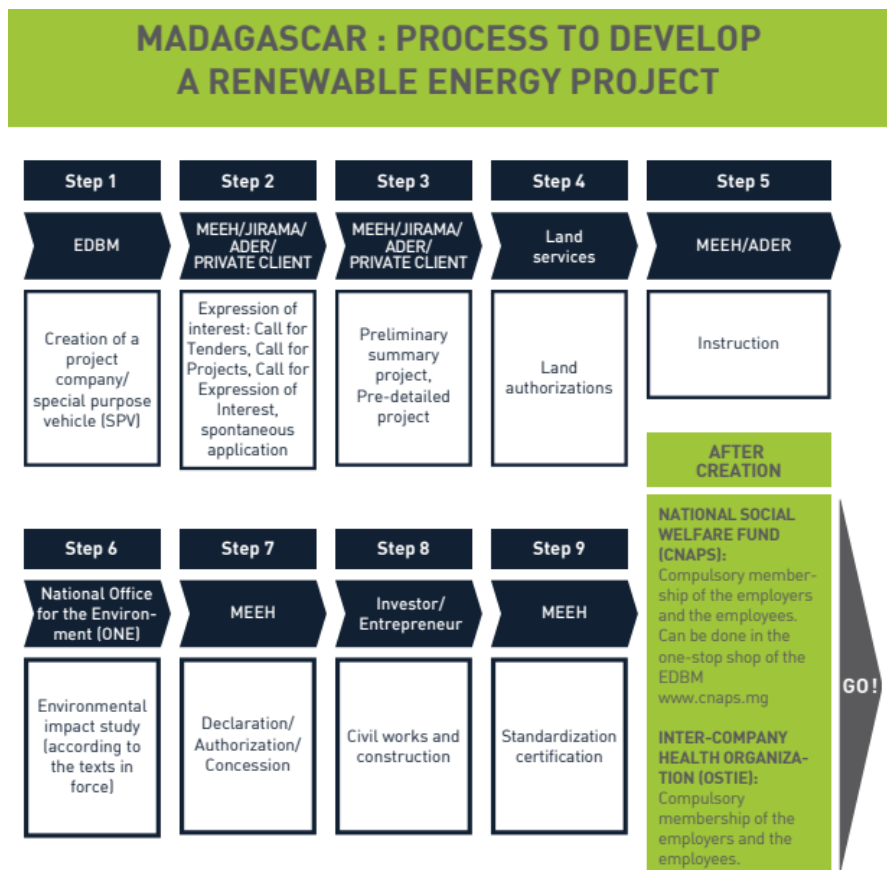 MADAGASCAR : PROCESS TO DEVELOP
A RENEWABLE ENERGY PROJECT
Step 1
EDBM
Creation of a
project
company/
special purpose
vehicle (SPV)
Step 2
MEEH/JIRAMA/
ADER/
PRIVATE CLIENT
Expression of
interest: Call for
Tenders, Call for
Projects, Call for
Expression of
Interest,
spontaneous
application
Step 3
MEEH/JIRAMA/
ADER/
PRIVATE CLIENT
Preliminary
summary
project,
Pre-detailed
project
Step 4
Land
services
Land
authorizations
Step 5
MEEH/ADER
Instruction
Step 6
National Office
for the Environ-
ment (ONE)
Environmental
impact study
(according to
the texts in
force)
Step 7
MEEH
Declaration/
Authorization/
Concession
Step 8
Investor/
Entrepreneur
Civil works and
construction
Step 9
MEEH
Standardization
certification
AFTER
CREATION
NATIONAL SOCIAL
WELFARE FUND
(CNAPS):
Compulsory member-
ship of the employers
and the employees.
Can be done in the
one-stop shop of the
EDBM
www.cnaps.mg
INTER-COMPANY
HEALTH ORGANIZA-
TION (OSTIE):
Compulsory
membership of the
employers and the
employees.
GO!